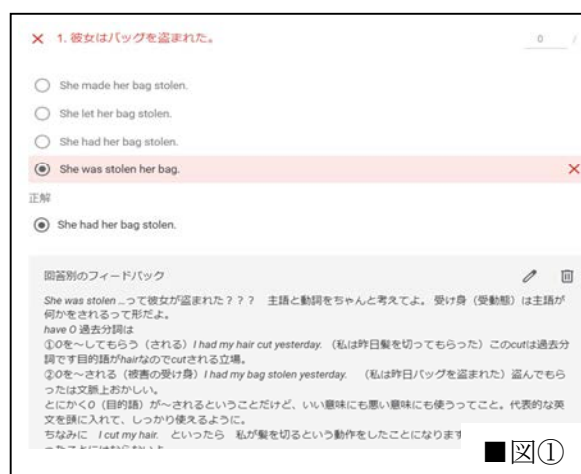 × 1. 彼女はバッグを盗まれた。 0 /
She made her bag stolen.
She let her bag stolen.
She had her bag stolen.
She was stolen her bag. ×
正解
She had her bag stolen.
回答別のフィードバック
She was stolen …って彼女が盗まれた??? 主語と動詞をちゃんと考えてよ。 受け身(受動態)は主語が
何かをされるって形だよ。
have O 過去分詞は
①Oを～してもらう(される)I had my hair cut yesterday. (私は昨日髪を切ってもらった)このcutは過去分
詞です目的語がhairなのでcutされる立場。
②Oを～される(被害の受け身)I had my bag stolen yesterday. (私は昨日バッグを盗まれた)盗んでもら
ったは文脈上おかしい。
とにかくO(目的語)が～されるということだけど、いい意味にも悪い意味にも使うってこと。代表的な英
文を頭に入れて、しっかり使えるように。
ちなみに I cut my hair. といったら 私が髪を切るという動作をしたことになります
■図①